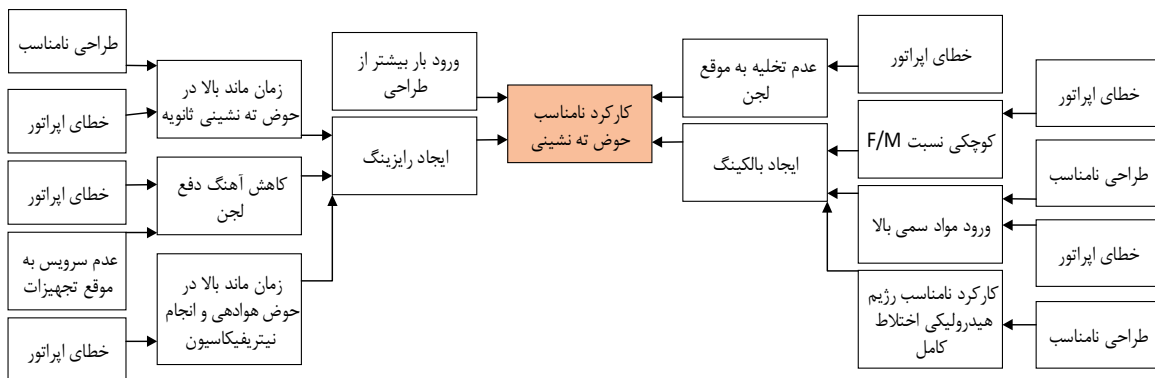 خطای اپراتور
عدم تخلیه به موقع
لجن
خطای اپراتور
کوچکی نسبت F/M
ایجاد بالکینگ
طراحی نامناسب
ورود مواد سمی بالا
خطای اپراتور
کارکرد نامناسب رژیم
هیدرولیکی اختلاط
کامل
طراحی نامناسب
کارکرد نامناسب
حوض ته نشینی
ورود بار بیشتر از
طراحی
ایجاد رایزینگ
زمان ماند بالا در
حوض ته نشینی ثانویه
طراحی نامناسب
خطای اپراتور
کاهش آهنگ دفع
لجن
خطای اپراتور
عدم سرویس به
موقع تجهیزات
زمان ماند بالا در
حوض هوادهی و انجام
نیتریفیکاسیون
خطای اپراتور